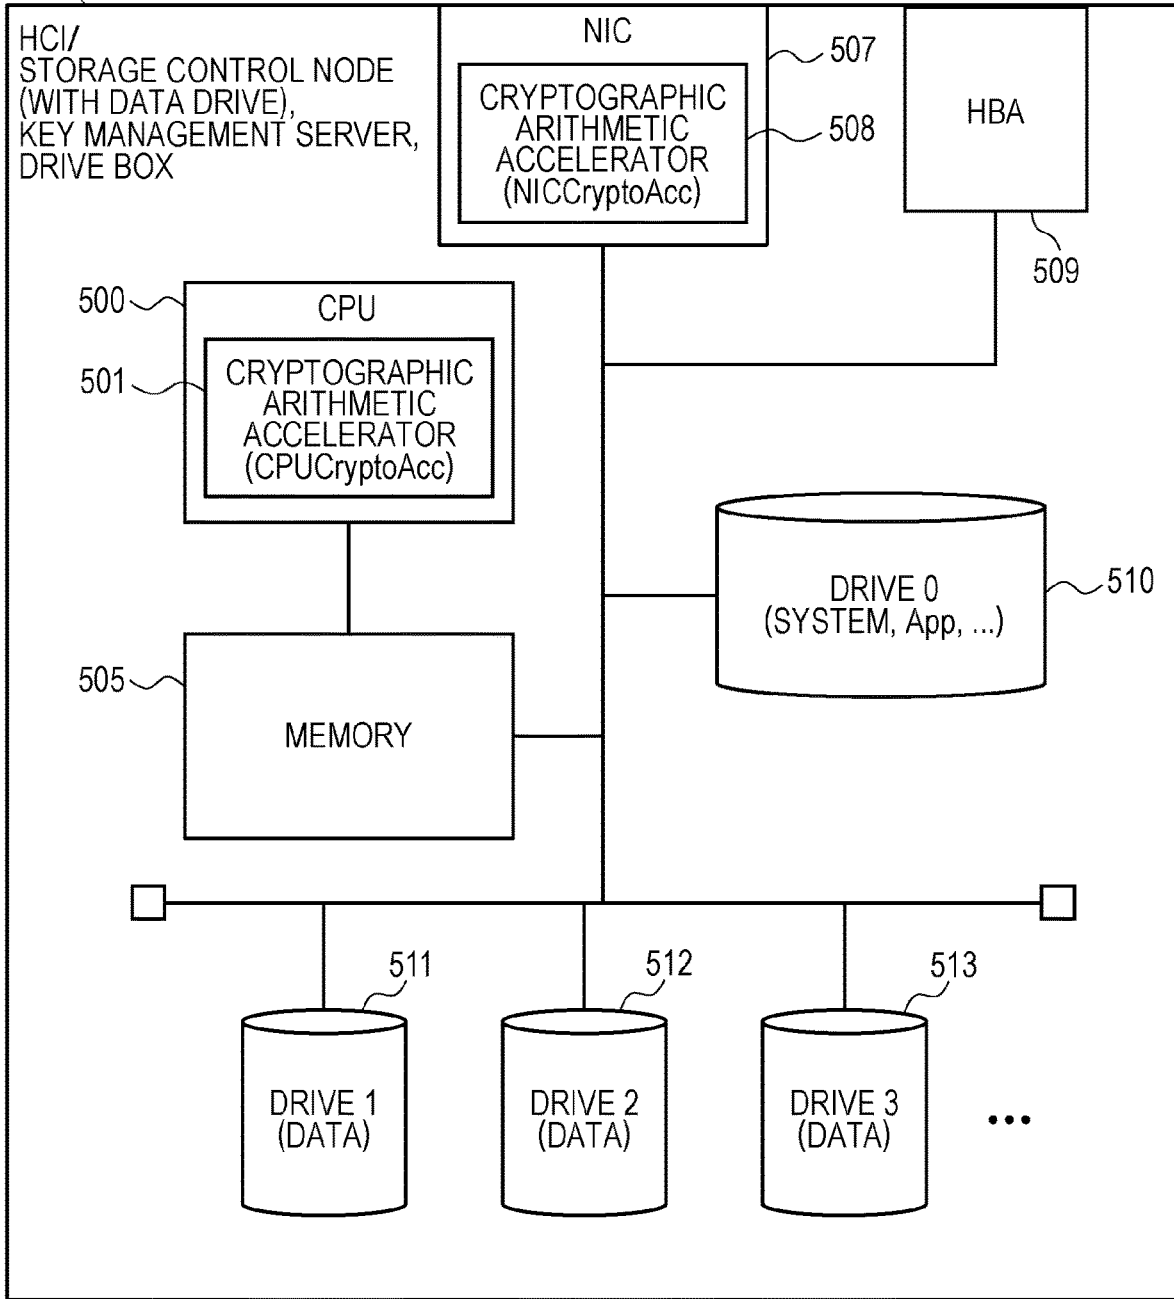 HCI/
STORAGE CONTROL NODE
(WITH DATA DRIVE),
KEY MANAGEMENT SERVER,
DRIVE BOX
NIC
507
CRYPTOGRAPHIC
ARITHMETIC
ACCELERATOR
(NICCryptoAcc)
508
HBA
509
500
CPU
501
CRYPTOGRAPHIC
ARITHMETIC
ACCELERATOR
(CPUCryptoAcc)
DRIVE 0
(SYSTEM, App, ...)
510
505
MEMORY
511
DRIVE 1
(DATA)
512
DRIVE 2
(DATA)
513
DRIVE 3
(DATA)
...